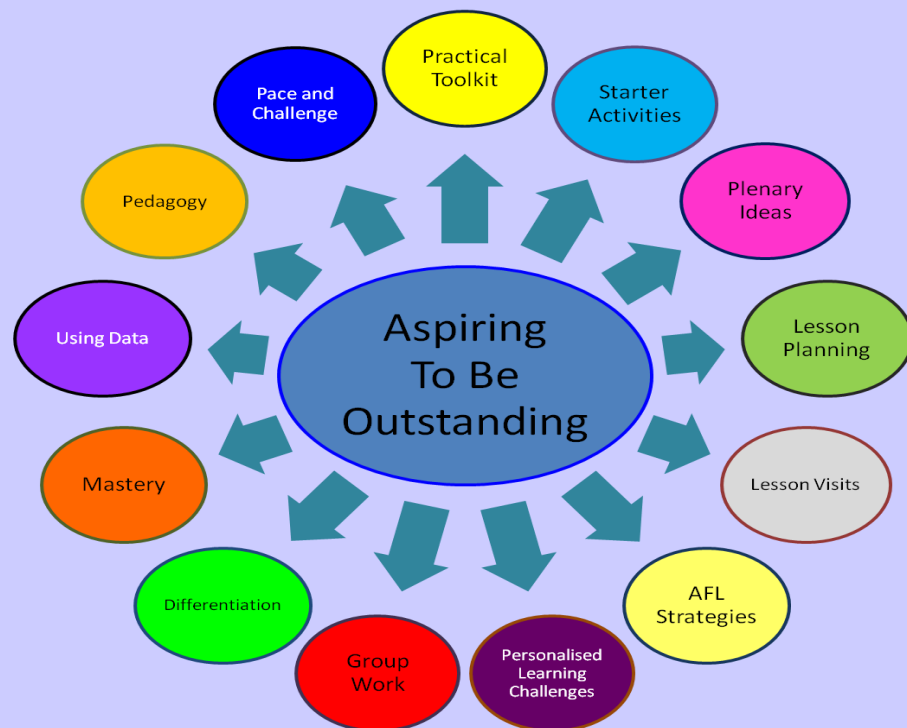 Practical
Toolkit
Starter
Activities
Plenary
Ideas
Lesson
Planning
Lesson Visits
AFL
Strategies
Personalised
Learning
Challenges
Group
Work
Differentiation
Mastery
Using Data
Pedagogy
Pace and
Challenge
Aspiring
To Be
Outstanding